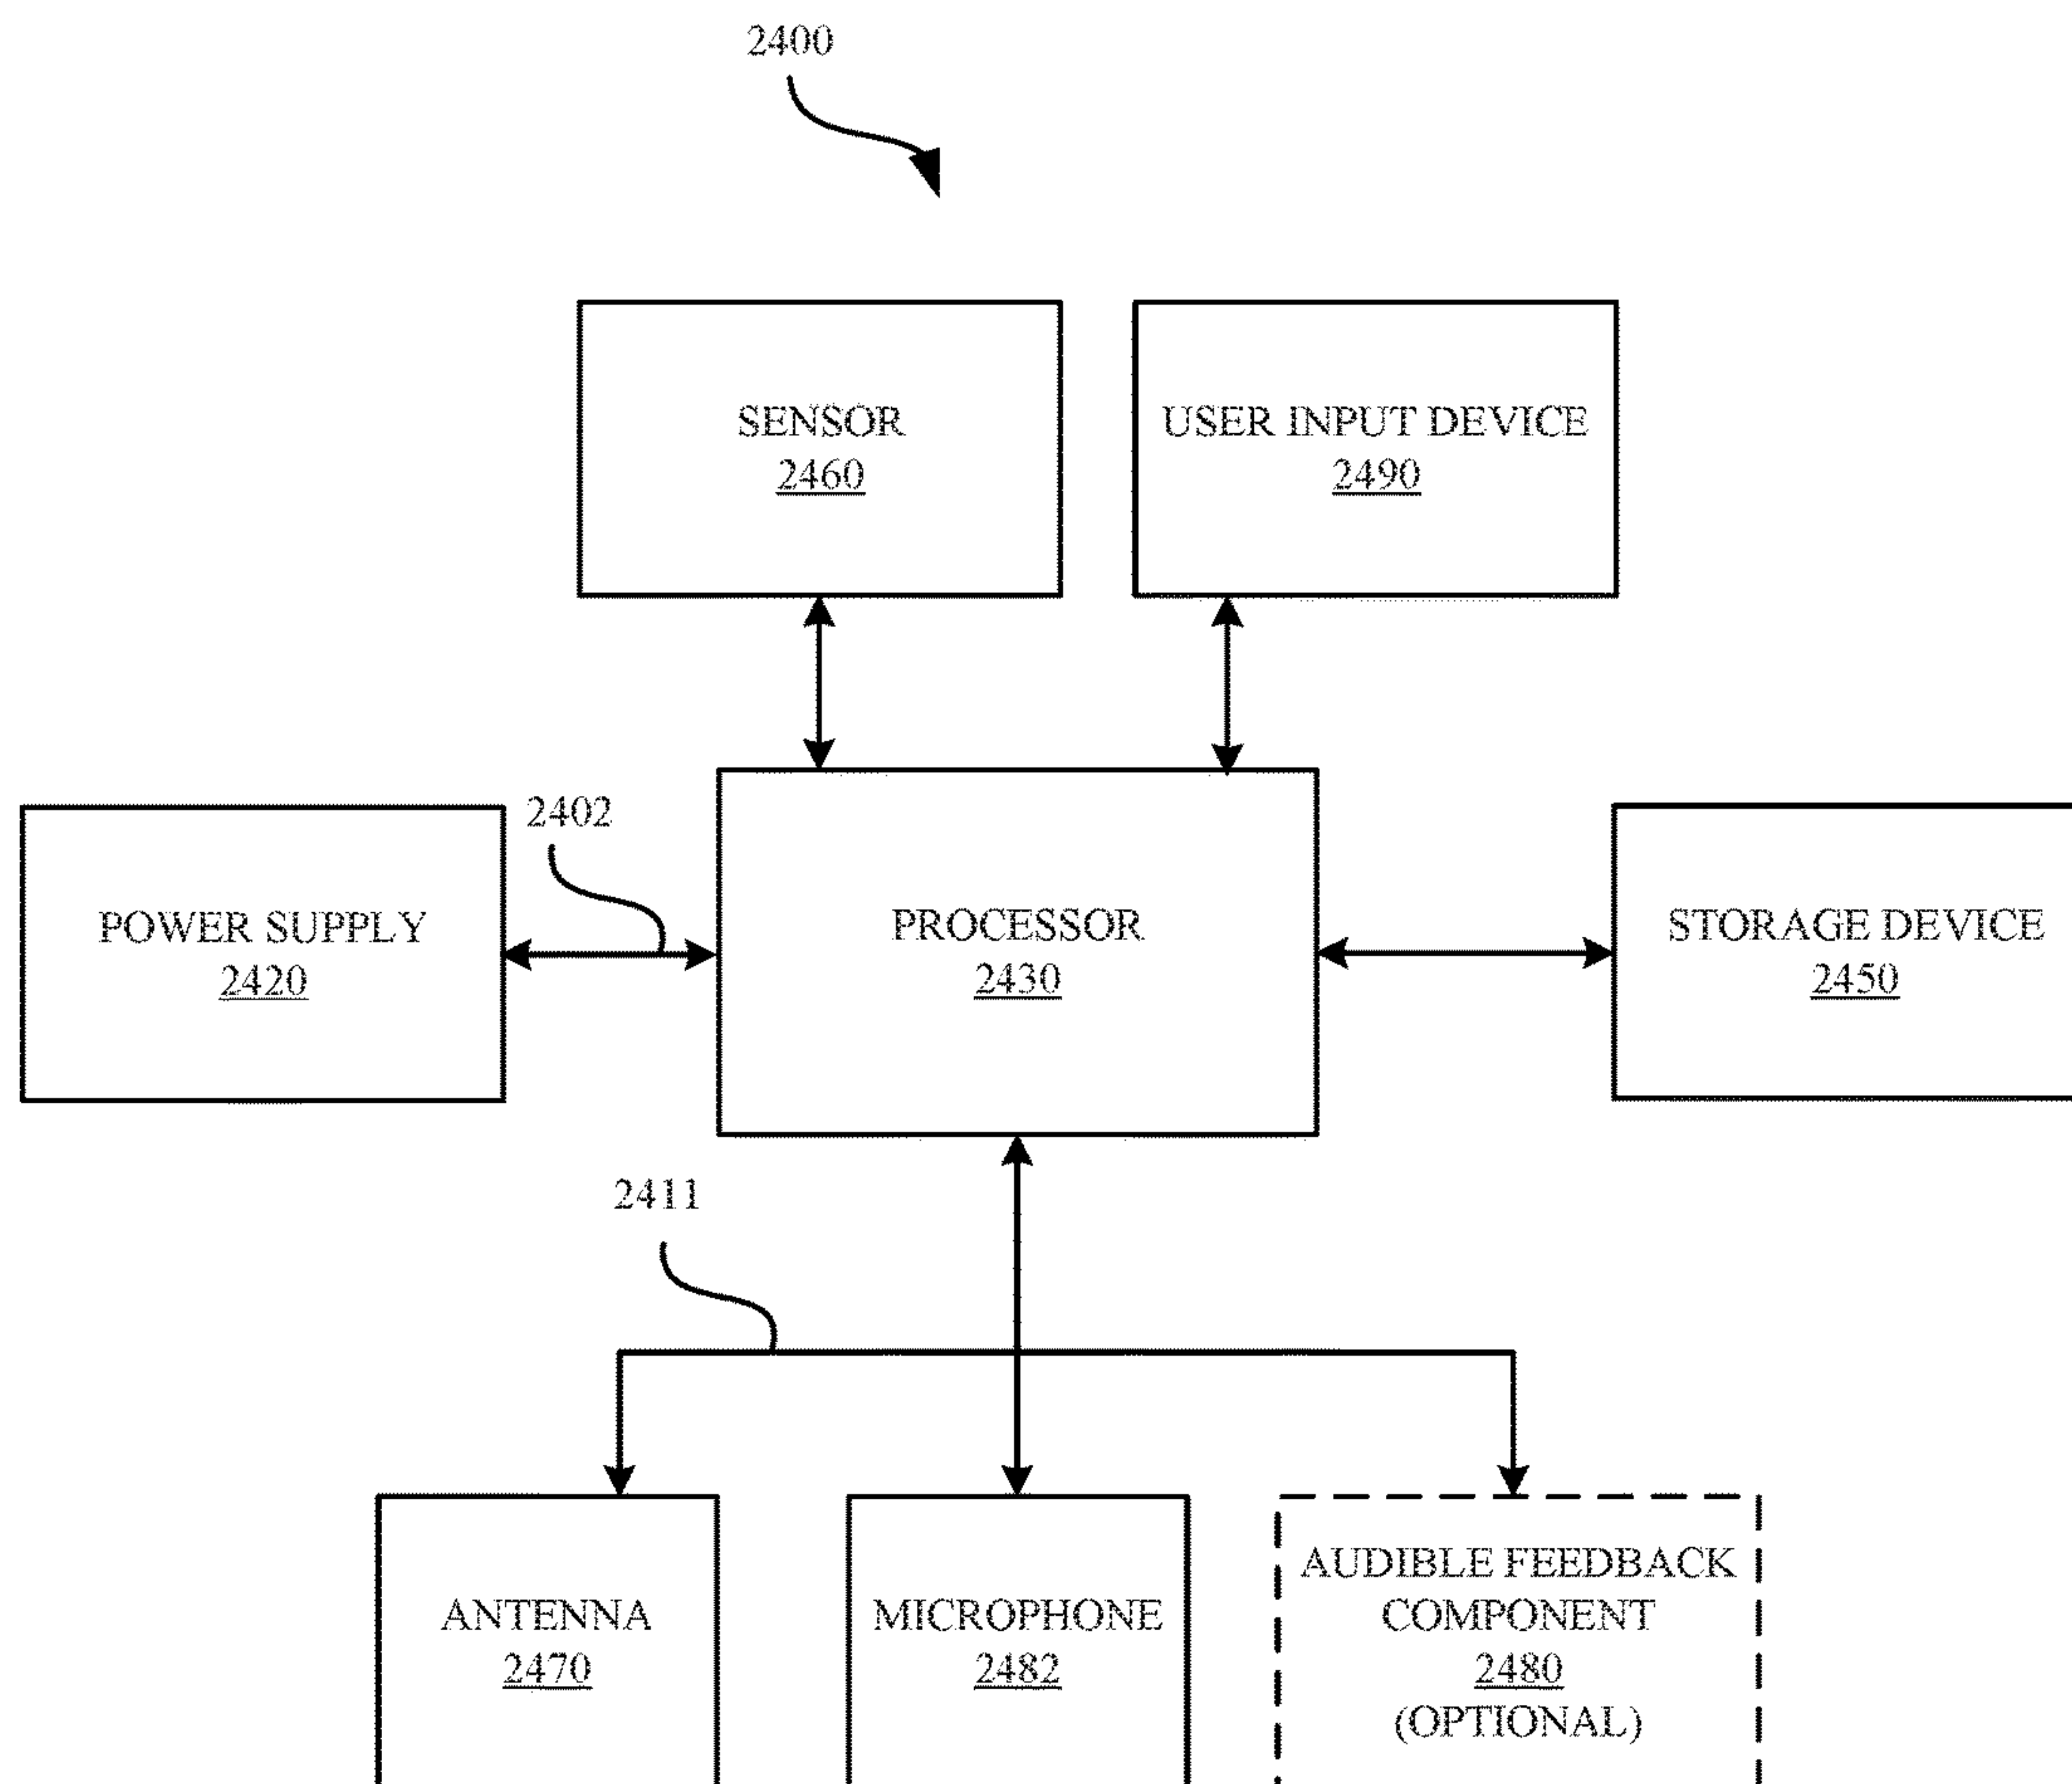 2400
SENSOR
2460
USER INPUT DEVICE
2490
2402
POWER SUPPLY
2420
PROCESSOR
2430
STORAGE DEVICE
2450
2411
ANTENNA
2470
MICROPHONE
2482
AUDIBLE FEEDBACK
COMPONENT
2480
(OPTIONAL)